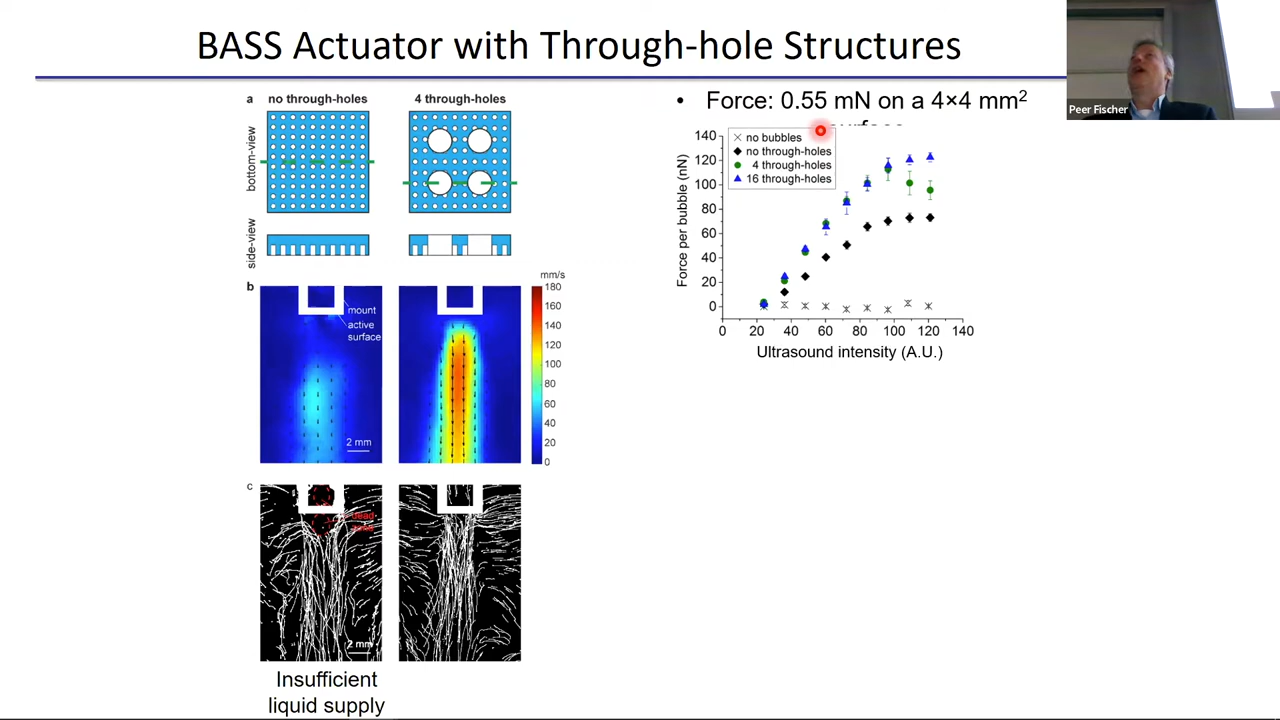 BASS Actuator with Through-hole Structures
Peer Fischer
a
no through-holes
4 through-holes
bottom-view
side-view
b
mount
active
surface
2 mm
mm/s
180
160
140
120
100
80
60
40
20
0
c
dead
2 mm
Insufficient
liquid supply
• Force: 0.55 mN on a 4×4 mm²
surface
140
120
100
80
60
40
20
0
Force per bubble (nN)
no bubbles
no through-holes
4 through-holes
16 through-holes
0 20 40 60 80 100 120 140
Ultrasound intensity (A.U.)